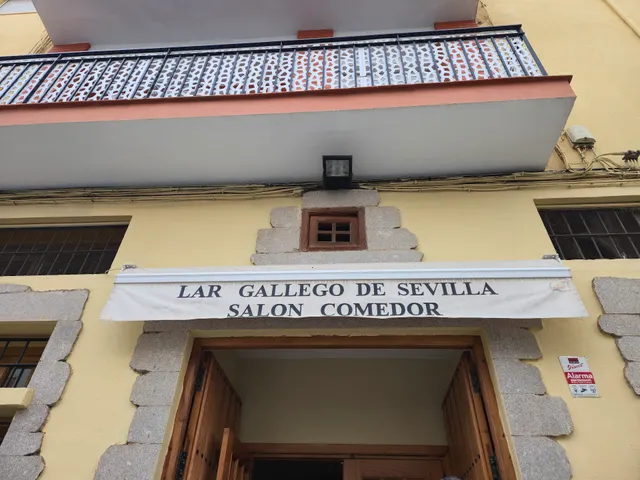 LAR GALLEGO DE SEVILLA
SALON COMEDOR
Alarma